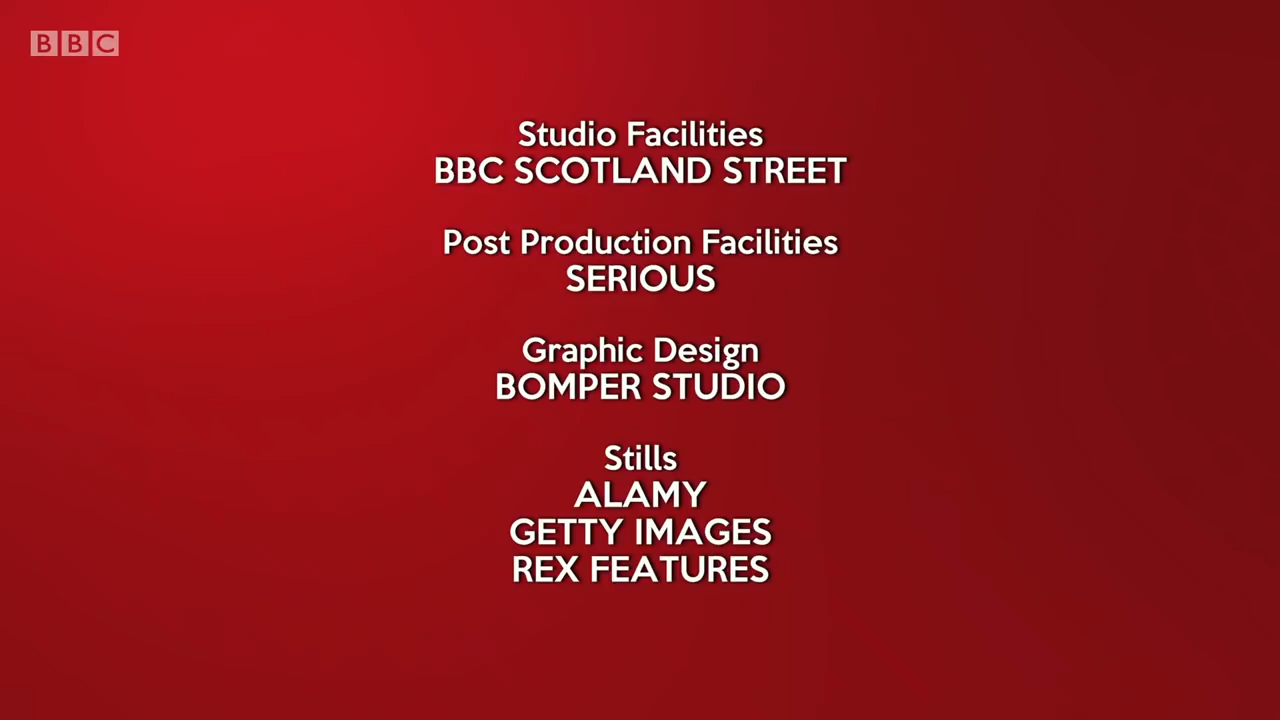 BBC
Studio Facilities
BBC SCOTLAND STREET
Post Production Facilities
SERIOUS
Graphic Design
BOMPER STUDIO
Stills
ALAMY
GETTY IMAGES
REX FEATURES